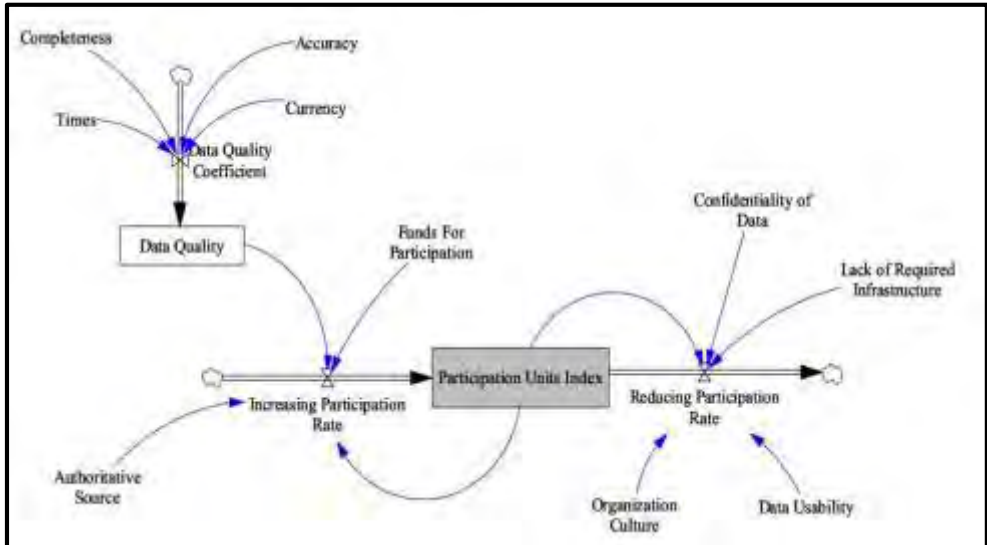 Completeness
Accuracy
Times
Currency
Data Quality
Coefficient
Data Quality
Funds For
Participation
Confidentiality of
Data
Lack of Required
Infrastructure
Participation Units Index
Increasing Participation
Rate
Reducing Participation
Rate
Authoritative
Source
Organization
Culture
Data Usability